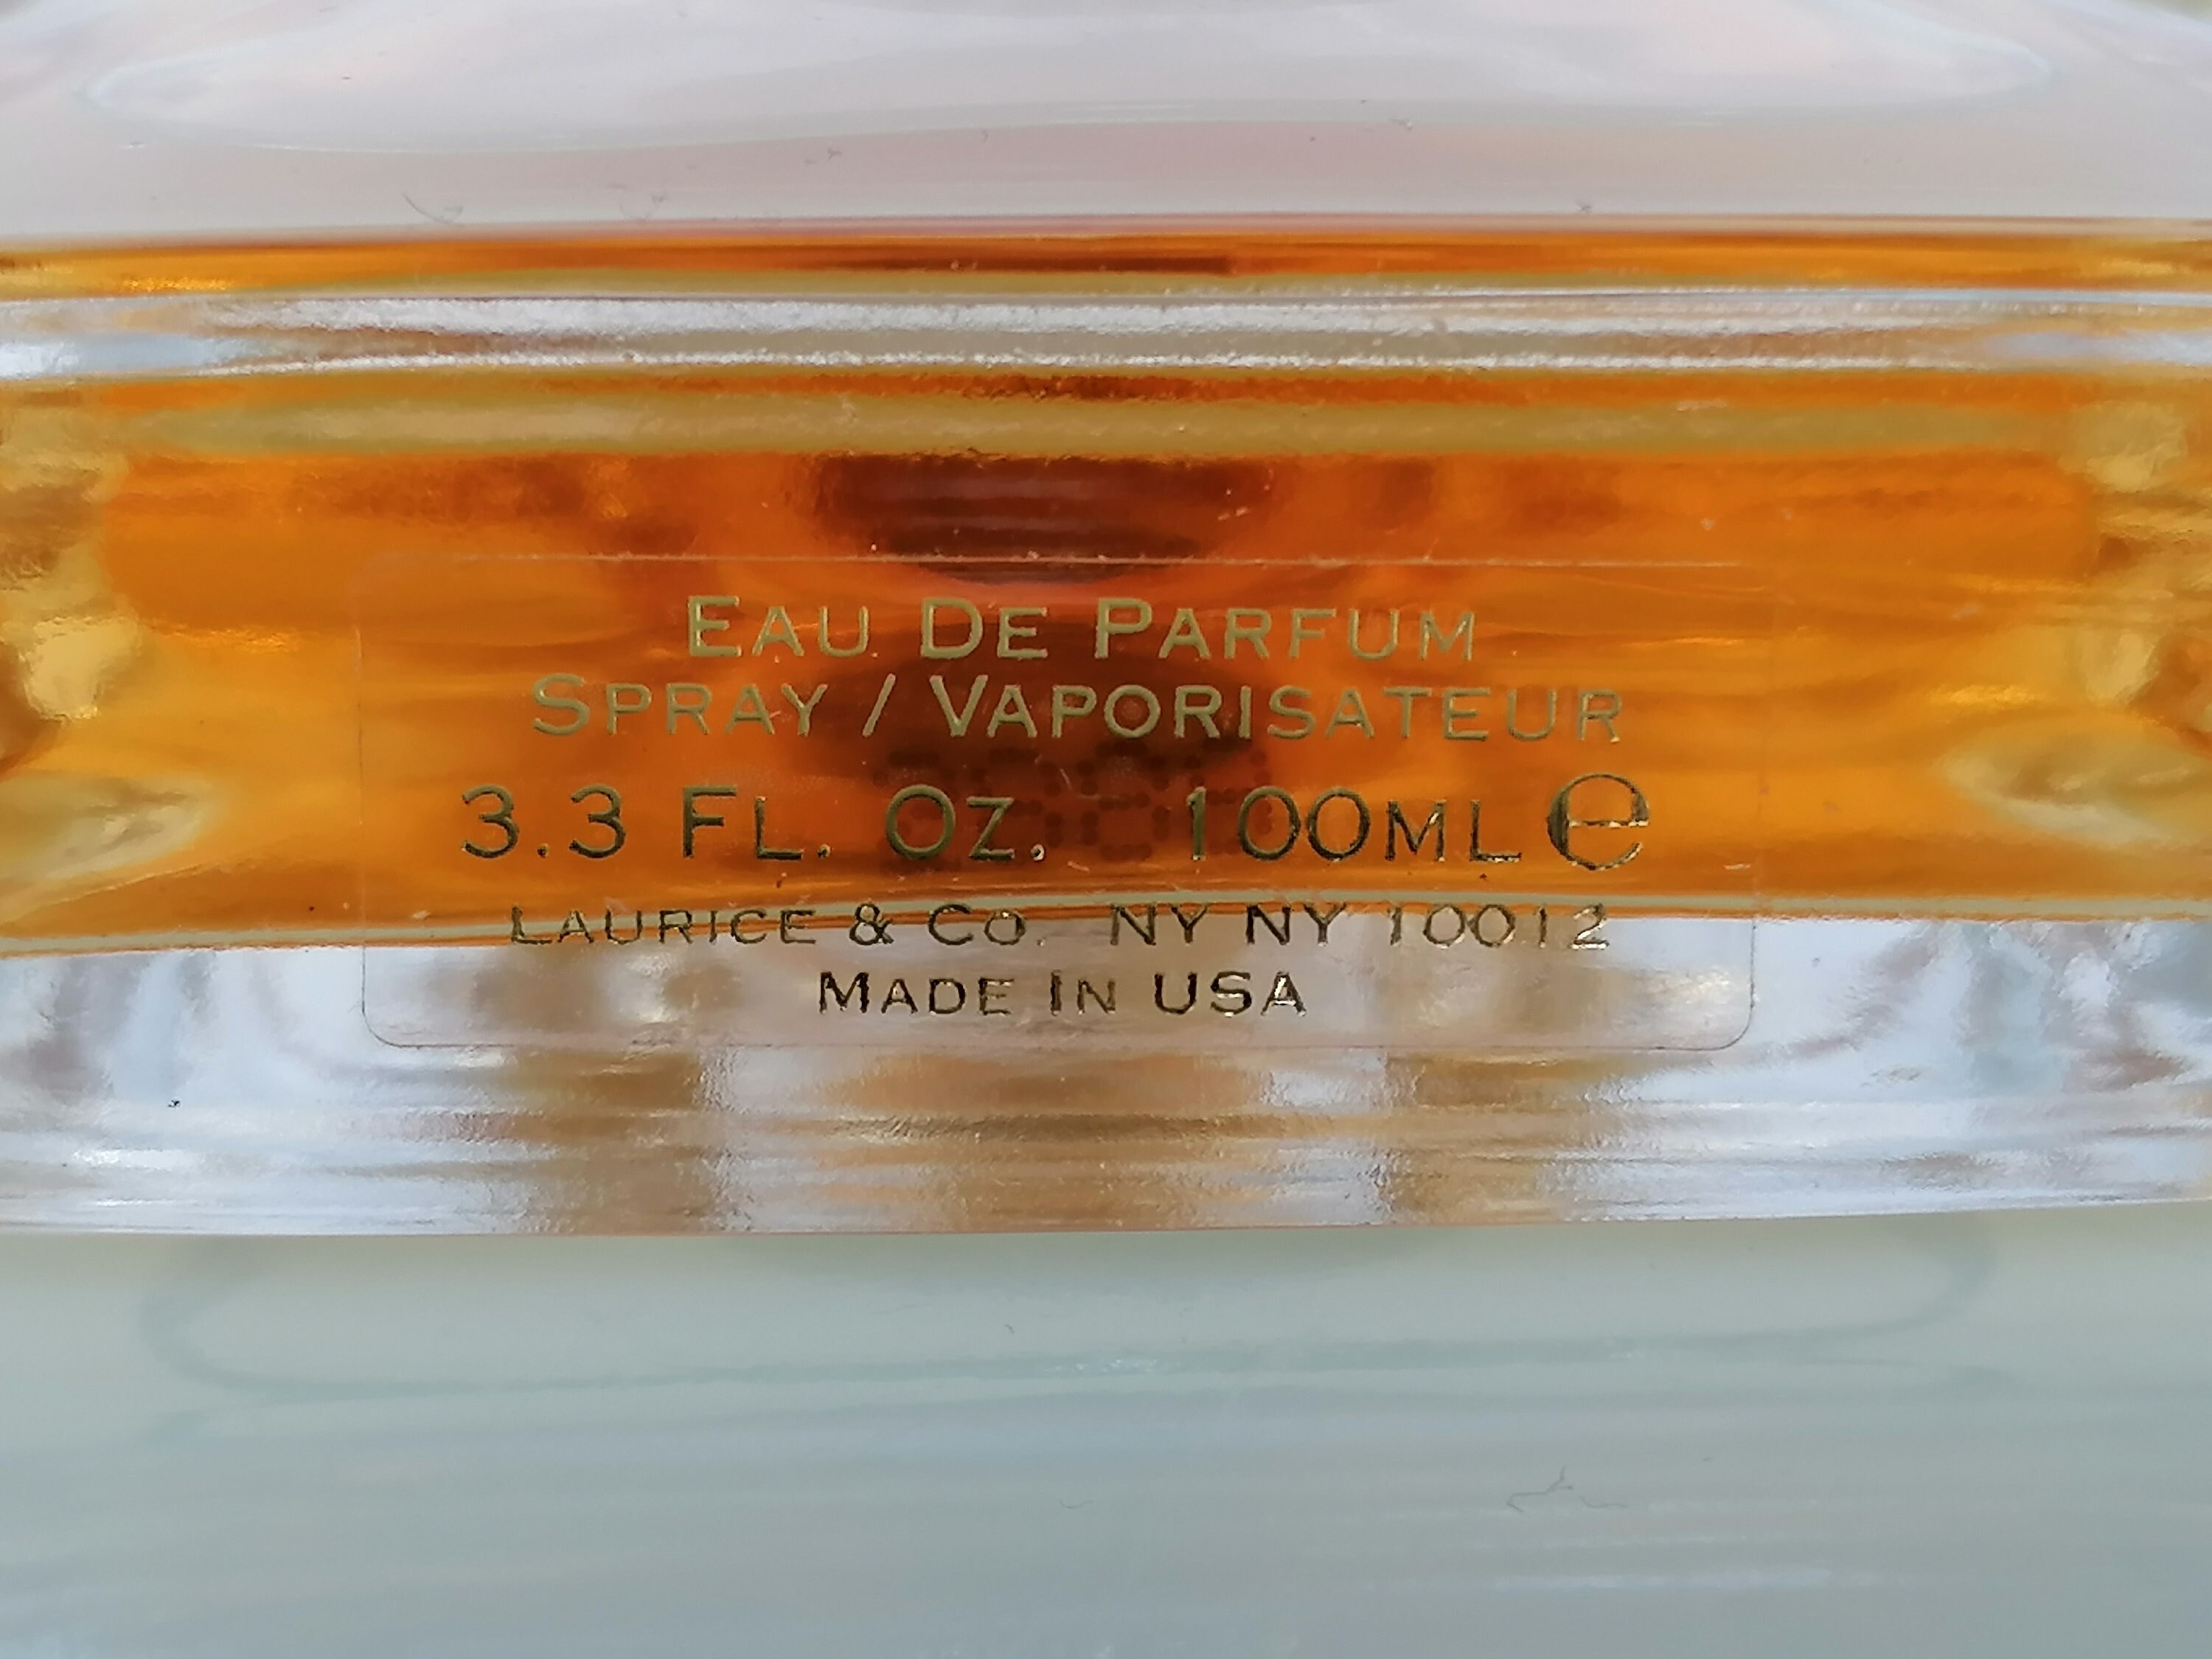 EAU DE PARFUM
SPRAY / VAPORISATEUR
3.3 FL. OZ. 100ML e
LAURICE & CO. NY NY 10012
MADE IN USA